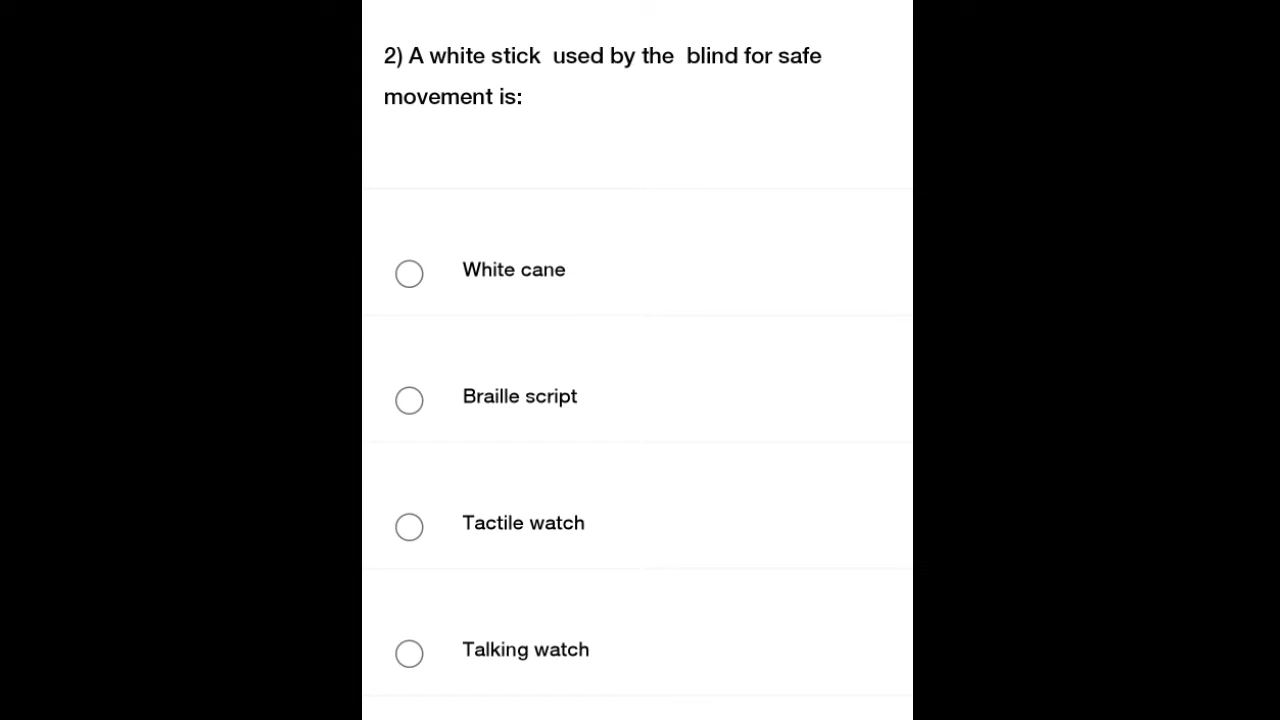 2) A white stick  used by the  blind for safe
movement is:
White cane
Braille script
Tactile watch
Talking watch